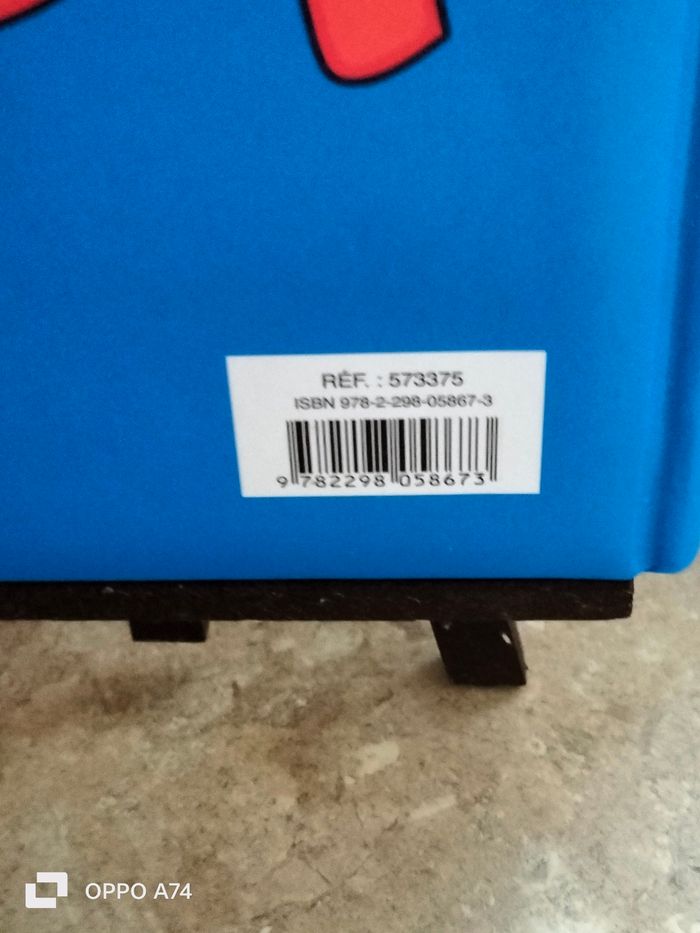 RÉF. : 573375
ISBN 978-2-298-05867-3
9 782298 058673
OPPO A74